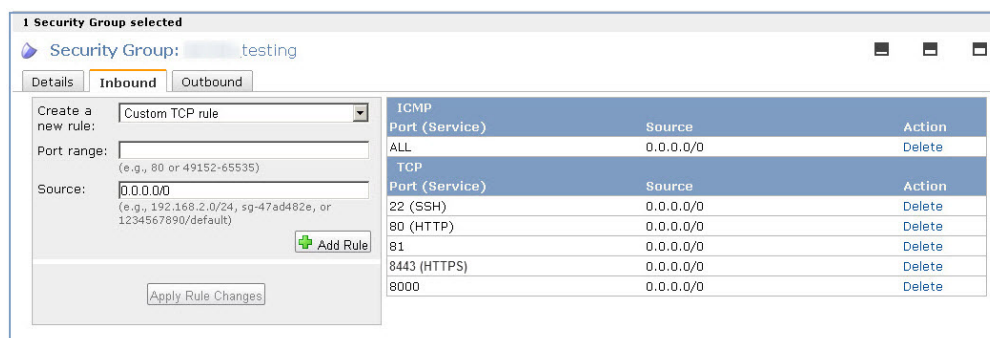 1 Security Group selected
Security Group: testing
Details Inbound Outbound
Create a new rule: Custom TCP rule
Port range:
(e.g., 80 or 49152-65535)
Source: 0.0.0.0/0
(e.g., 192.168.2.0/24, sg-47ad482e, or
1234567890/default)
Add Rule
Apply Rule Changes
ICMP
Port (Service) Source Action
ALL 0.0.0.0/0 Delete
TCP
Port (Service) Source Action
22 (SSH) 0.0.0.0/0 Delete
80 (HTTP) 0.0.0.0/0 Delete
81 0.0.0.0/0 Delete
8443 (HTTPS) 0.0.0.0/0 Delete
8000 0.0.0.0/0 Delete